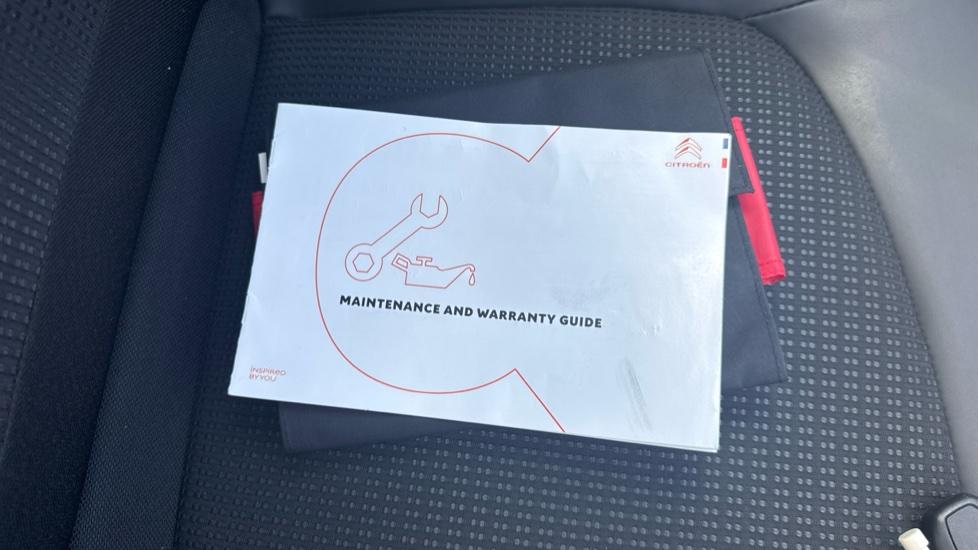 CITROËN
MAINTENANCE AND WARRANTY GUIDE
INSPIRED
BY YOU